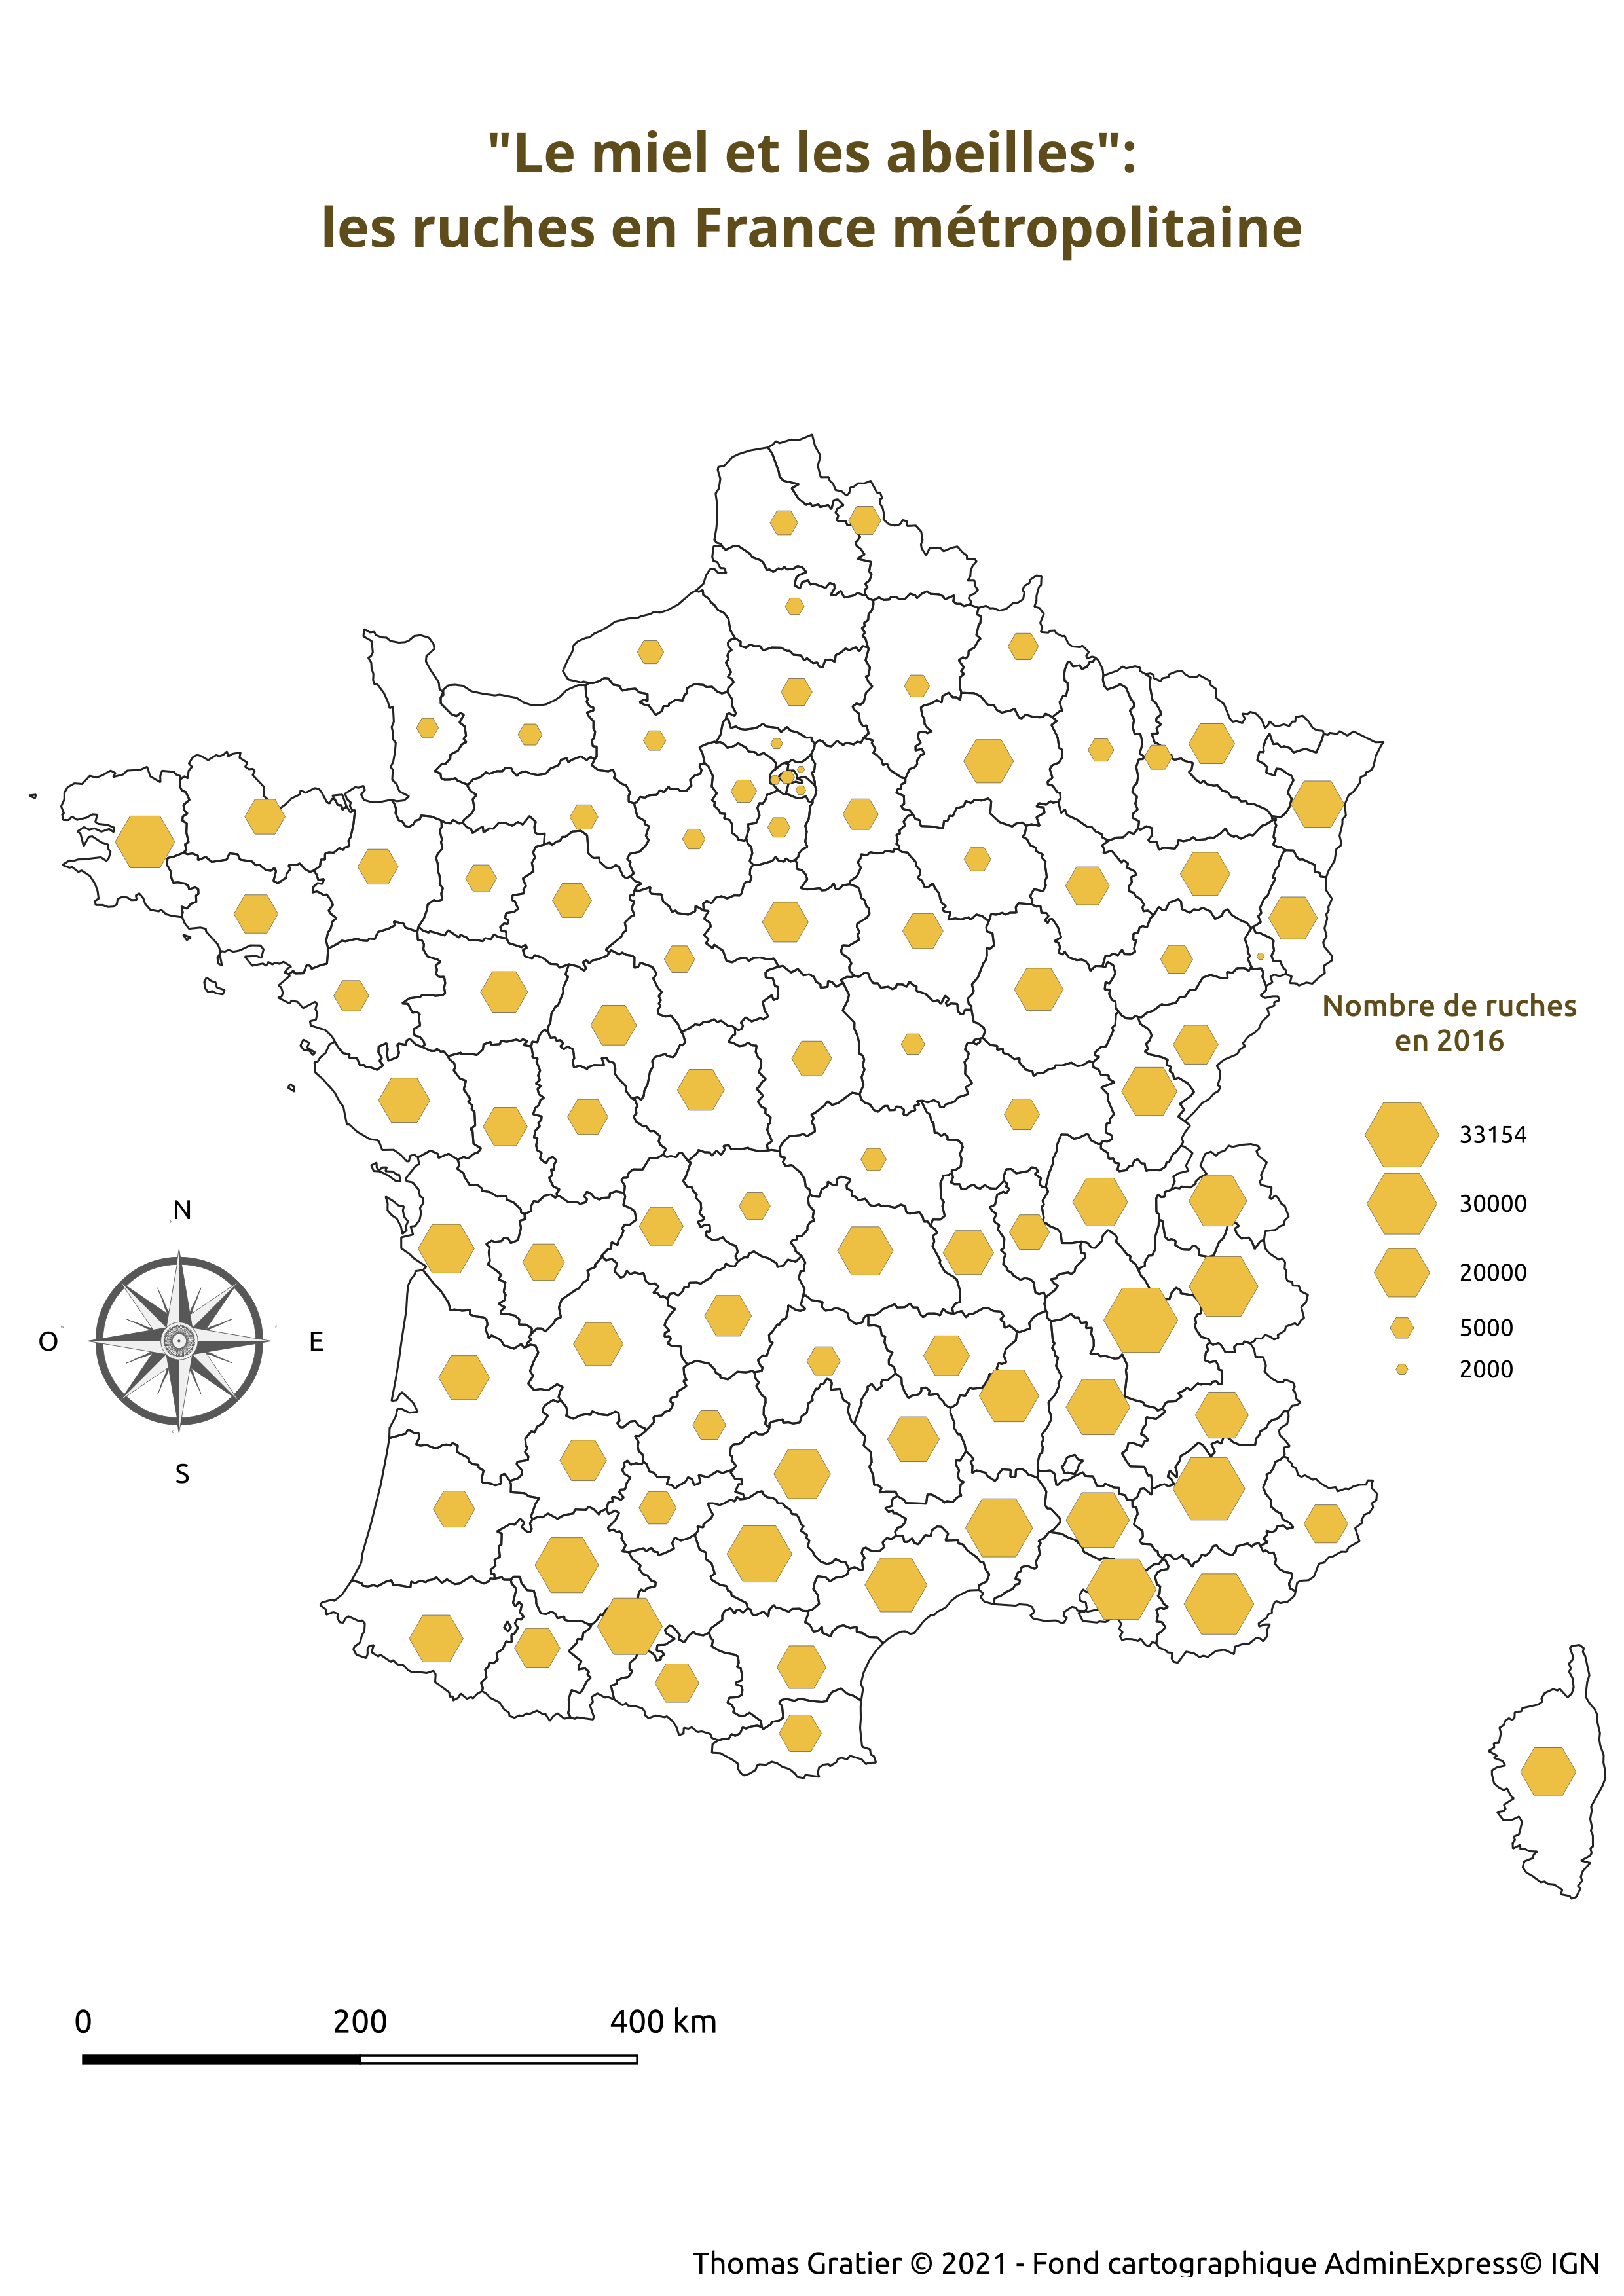 "Le miel et les abeilles":
les ruches en France métropolitaine
Nombre de ruches
en 2016
33154
30000
20000
5000
2000
N
O
E
S
0 200 400 km
Thomas Gratier © 2021 - Fond cartographique AdminExpress© IGN